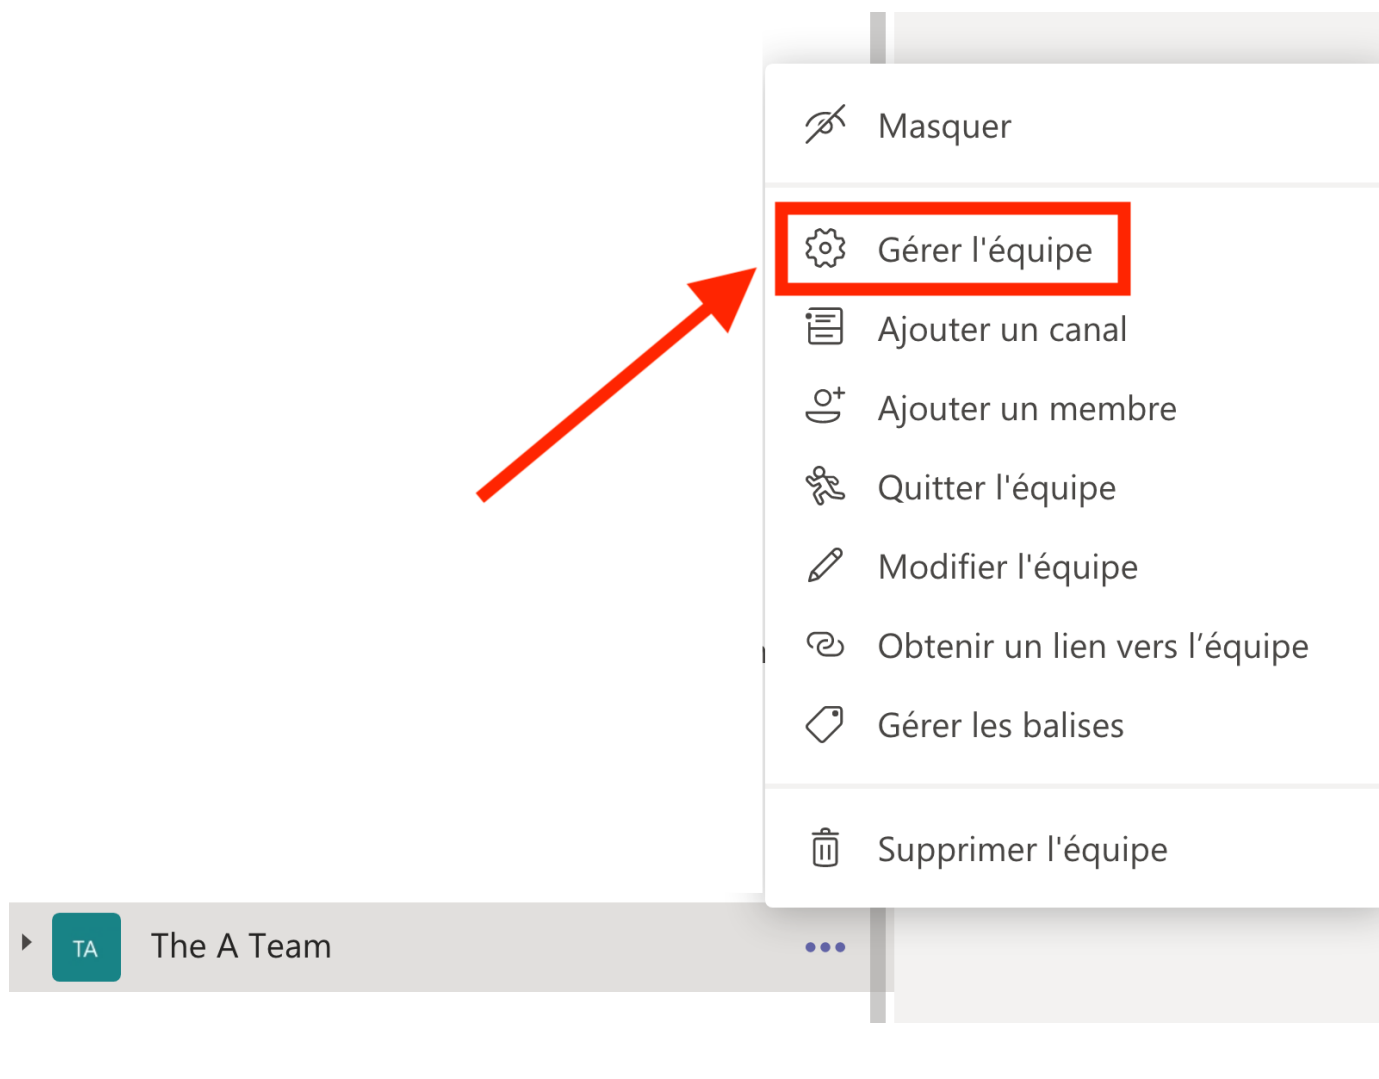 Masquer
Gérer l'équipe
Ajouter un canal
Ajouter un membre
Quitter l'équipe
Modifier l'équipe
Obtenir un lien vers l’équipe
Gérer les balises
Supprimer l'équipe
TA The A Team